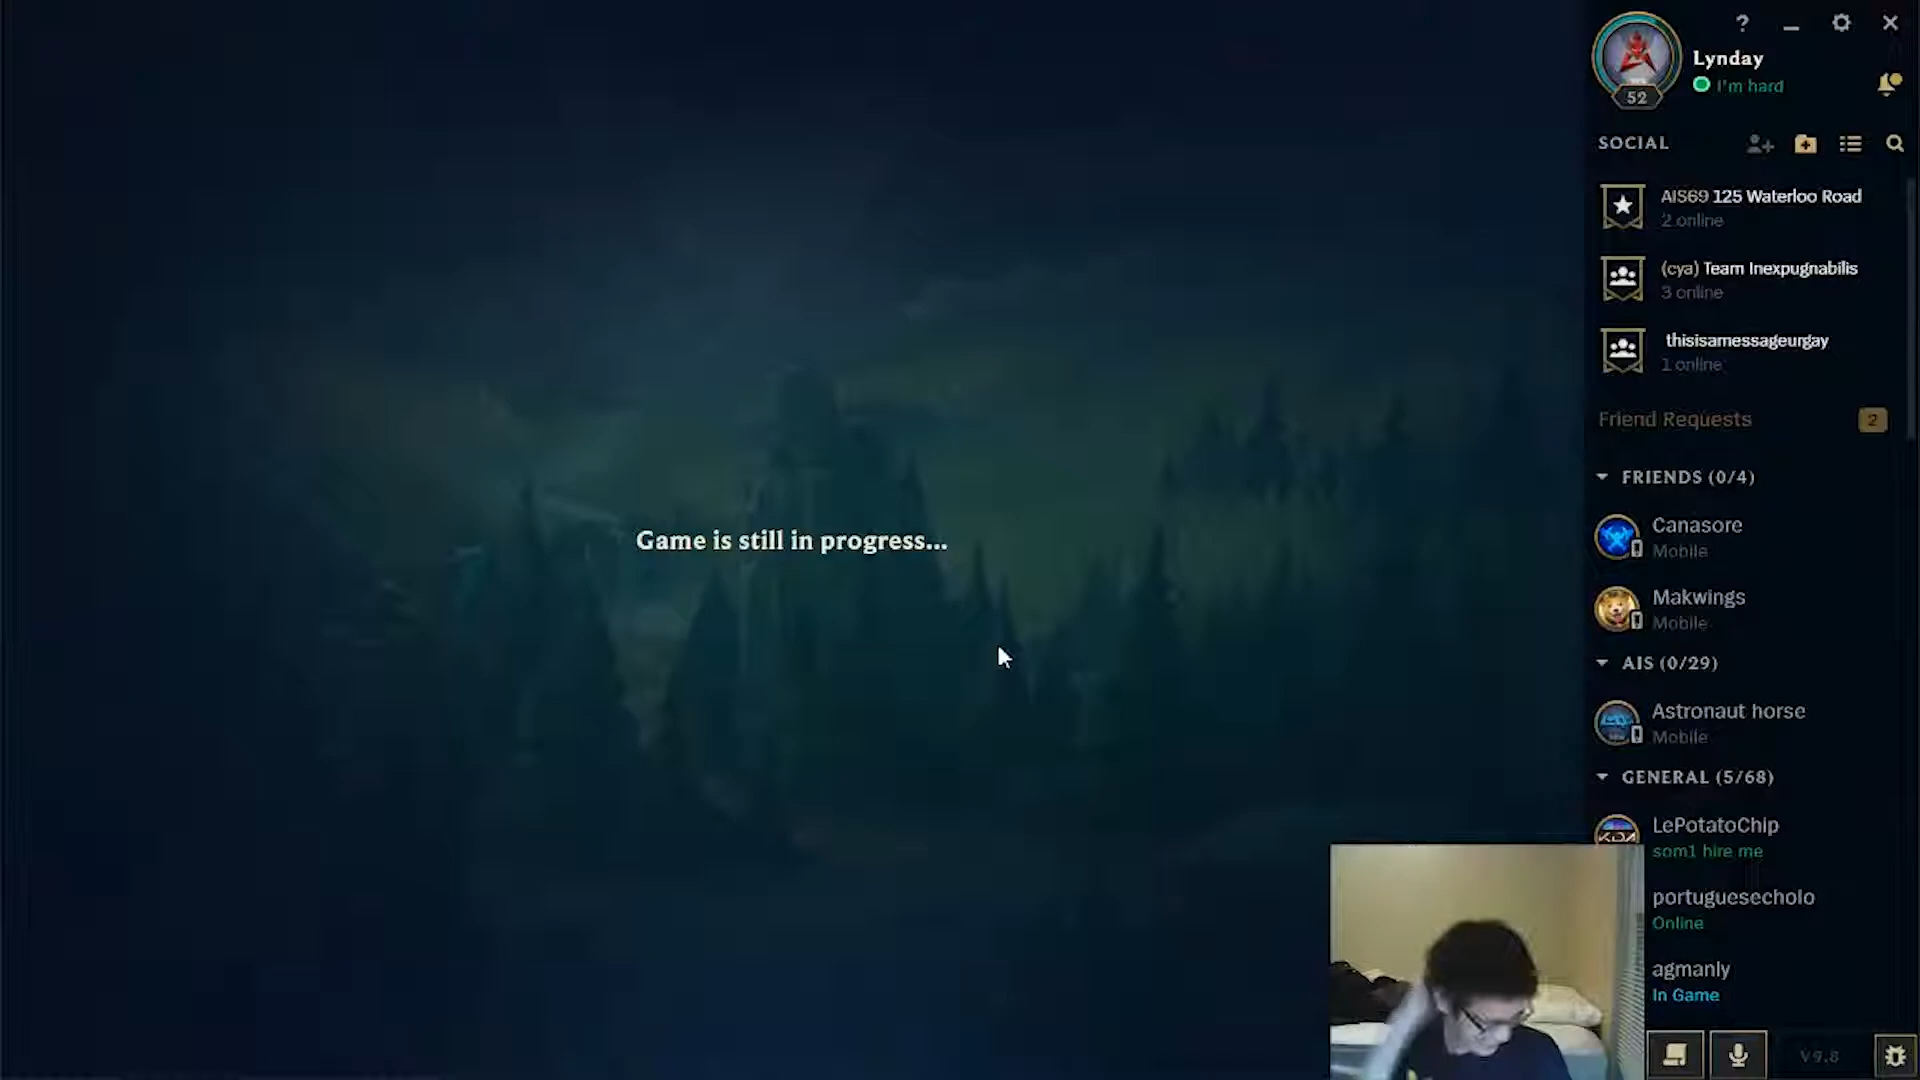 Lynday
52
I'm hard
SOCIAL
AIS69 125 Waterloo Road
2 online
(cya) Team Inexpugnabilis
3 online
thisisamessageurgay
1 online
Friend Requests
2
FRIENDS (0/4)
Canasore
Mobile
Game is still in progress...
Makwings
Mobile
AIS (0/29)
Astronaut horse
Mobile
GENERAL (5/68)
LePotatoChip
som1 hire me
portuguesecholo
Online
agmanly
In Game
V9.8